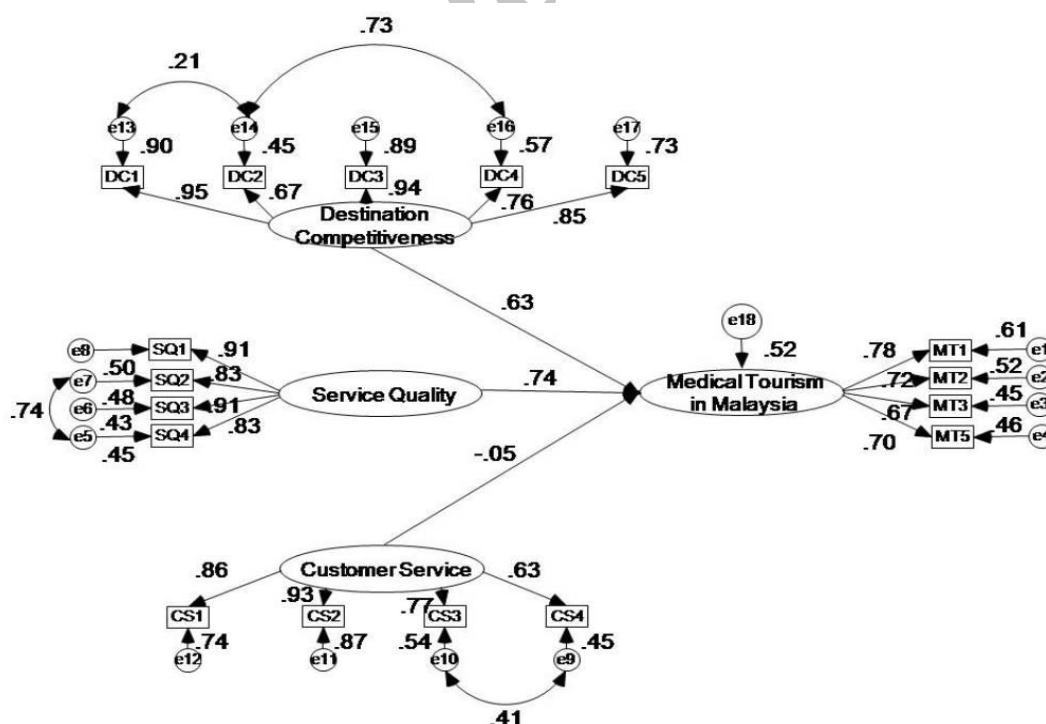 .73
.21
e13
e14
e15
e16
e17
.90
.45
.89
.57
.73
DC1
DC2
DC3
DC4
DC5
.95
.67
.94
.76
.85
Destination
Competitiveness
.63
e18
.52
e8
SQ1
.91
e7
.50
SQ2
.83
e6
.48
SQ3
.91
e5
.43
SQ4
.83
.45
.74
Service Quality
.74
Medical Tourism
in Malaysia
.78
MT1
.61
e1
.72
MT2
.52
e2
.67
MT3
.45
e3
.70
MT5
.46
e4
-.05
Customer Service
.86
.93
.77
.63
CS1
CS2
CS3
CS4
.74
.87
.54
.45
e12
e11
e10
e9
.41